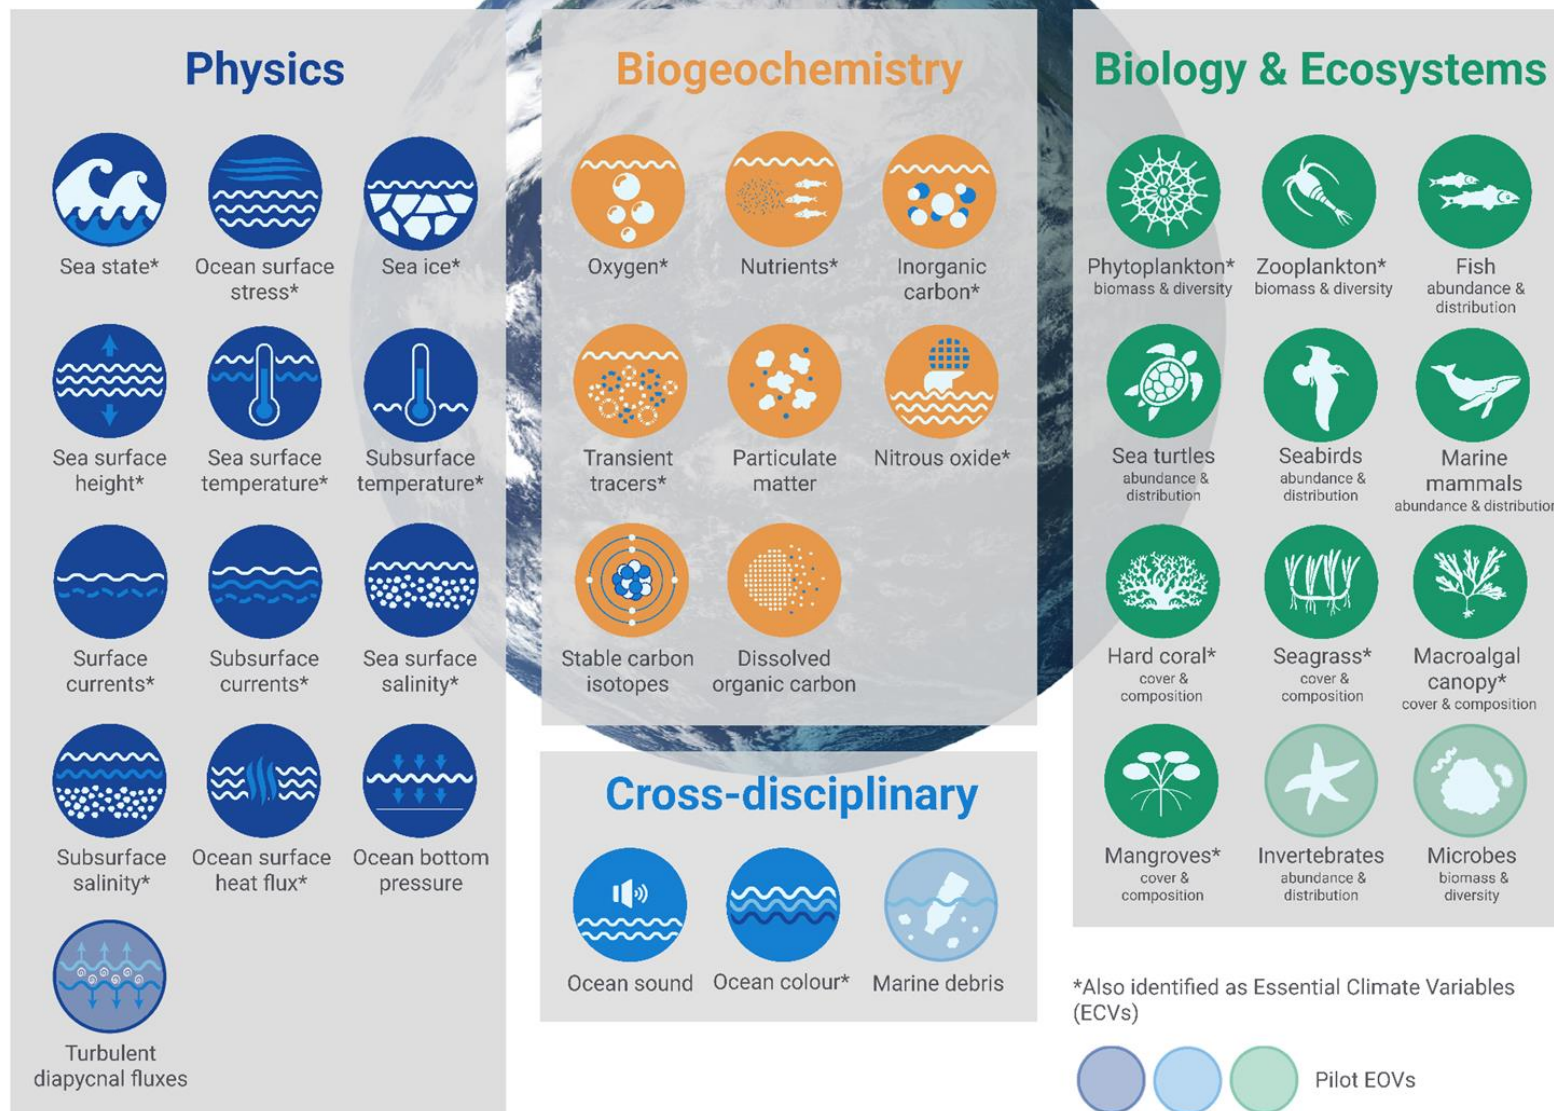 Physics
Sea state*
Ocean surface
stress*
Sea ice*
Sea surface
height*
Sea surface
temperature*
Subsurface
temperature*
Surface
currents*
Subsurface
currents*
Sea surface
salinity*
Subsurface
salinity*
Ocean surface
heat flux*
Ocean bottom
pressure
Turbulent
diapycnal fluxes
Biogeochemistry
Oxygen*
Nutrients*
Inorganic
carbon*
Transient
tracers*
Particulate
matter
Nitrous oxide*
Stable carbon
isotopes
Dissolved
organic carbon
Cross-disciplinary
Ocean sound
Ocean colour*
Marine debris
Biology & Ecosystems
Phytoplankton*
biomass & diversity
Zooplankton*
biomass & diversity
Fish
abundance &
distribution
Sea turtles
abundance &
distribution
Seabirds
abundance &
distribution
Marine
mammals
abundance & distribution
Hard coral*
cover &
composition
Seagrass*
cover &
composition
Macroalgal
canopy*
cover & composition
Mangroves*
cover &
composition
Invertebrates
abundance &
distribution
Microbes
biomass &
diversity
*Also identified as Essential Climate Variables
(ECVs)
Pilot EOVs